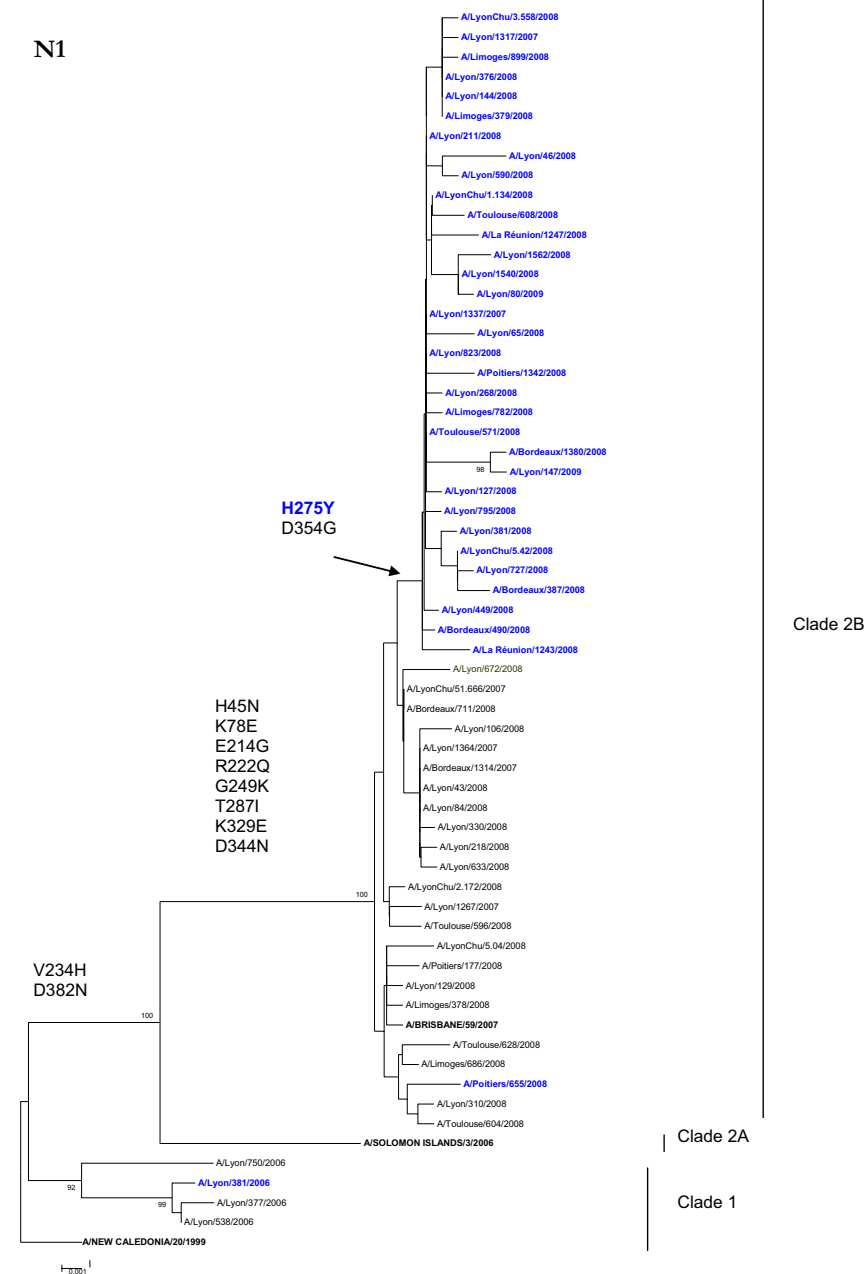 N1
A/LyonChu/3.558/2008
A/Lyon/1317/2007
A/Limoges/899/2008
A/Lyon/376/2008
A/Lyon/144/2008
A/Limoges/379/2008
A/Lyon/211/2008
A/Lyon/46/2008
A/Lyon/590/2008
A/LyonChu/1.134/2008
A/Toulouse/608/2008
A/La Réunion/1247/2008
A/Lyon/1562/2008
A/Lyon/1540/2008
A/Lyon/80/2009
A/Lyon/1337/2007
A/Lyon/65/2008
A/Lyon/823/2008
A/Poitiers/1342/2008
A/Lyon/268/2008
A/Limoges/782/2008
A/Toulouse/571/2008
A/Bordeaux/1380/2008
98
A/Lyon/147/2009
A/Lyon/127/2008
A/Lyon/795/2008
A/Lyon/381/2008
A/LyonChu/5.42/2008
A/Lyon/727/2008
A/Bordeaux/387/2008
A/Lyon/449/2008
A/Bordeaux/490/2008
A/La Réunion/1243/2008
H275Y
D354G
Clade 2B
A/Lyon/672/2008
A/LyonChu/51.666/2007
A/Bordeaux/711/2008
A/Lyon/106/2008
A/Lyon/1364/2007
A/Bordeaux/1314/2007
A/Lyon/43/2008
A/Lyon/84/2008
A/Lyon/330/2008
A/Lyon/218/2008
A/Lyon/633/2008
H45N
K78E
E214G
R222Q
G249K
T287I
K329E
D344N
100
A/LyonChu/2.172/2008
A/Lyon/1267/2007
A/Toulouse/596/2008
A/LyonChu/5.04/2008
A/Poitiers/177/2008
A/Lyon/129/2008
A/Limoges/378/2008
A/BRISBANE/59/2007
V234H
D382N
100
A/Toulouse/628/2008
A/Limoges/686/2008
A/Poitiers/655/2008
A/Lyon/310/2008
A/Toulouse/604/2008
A/SOLOMON ISLANDS/3/2006
Clade 2A
A/Lyon/750/2006
92
A/Lyon/381/2006
99
A/Lyon/377/2006
A/Lyon/538/2006
Clade 1
A/NEW CALEDONIA/20/1999
0.001